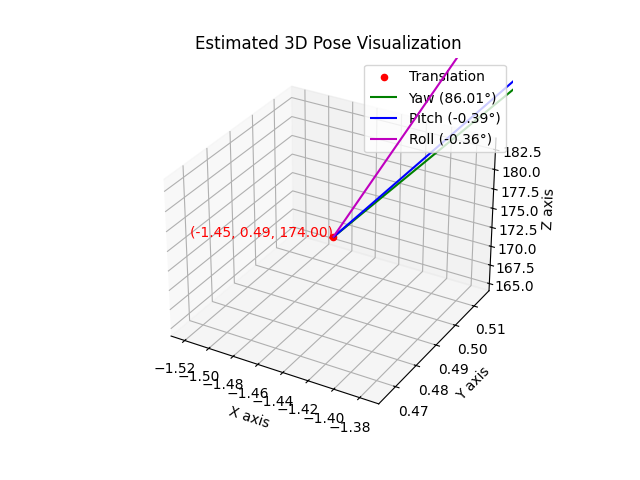 Estimated 3D Pose Visualization
Translation
Yaw (86.01°)
Pitch (-0.39°)
Roll (-0.36°)
(-1.45, 0.49, 174.00)
182.5
180.0
177.5
175.0
172.5
170.0
167.5
165.0
Z axis
0.51
0.50
0.49
0.48
0.47
Y axis
−1.52
−1.50
−1.48
−1.46
−1.44
−1.42
−1.40
−1.38
X axis